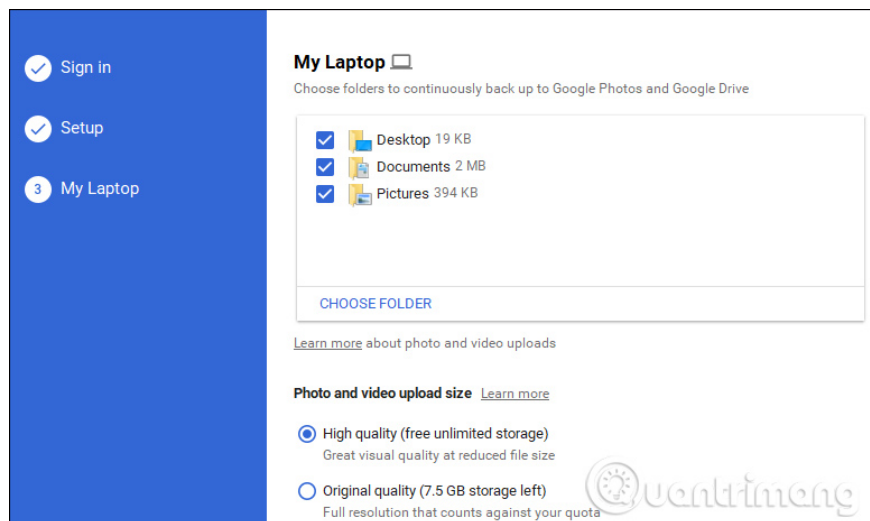 Sign in
Setup
3 My Laptop
My Laptop
Choose folders to continuously back up to Google Photos and Google Drive
Desktop 19 KB
Documents 2 MB
Pictures 394 KB
CHOOSE FOLDER
Learn more about photo and video uploads
Photo and video upload size Learn more
High quality (free unlimited storage)
Great visual quality at reduced file size
Original quality (7.5 GB storage left)
Full resolution that counts against your quota
Quantrimang